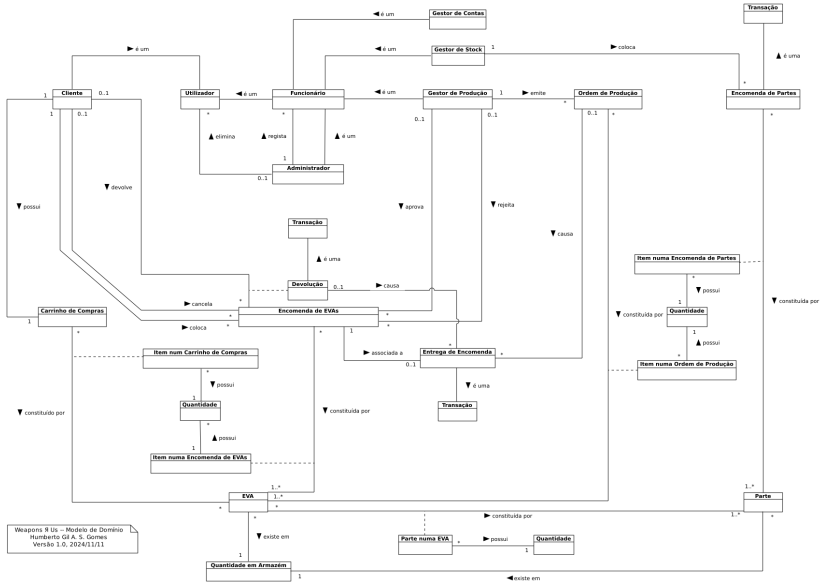 Gestor de Contas
Transação
◄ é um
Gestor de Stock
1
► coloca
► é um
◄ é um
▲ é uma
*
Cliente
0..1
Utilizador
◄ é um
Funcionário
◄ é um
Gestor de Produção
1
► emite
*
Ordem de Produção
Encomenda de Partes
1
1
0..1
*
*
0..1
0..1
0..1
*
*
▲ elimina
▲ regista
▲ é um
1
Administrador
0..1
▼ devolve
▼ possui
▼ aprova
▼ rejeita
Transação
▼ causa
▲ é uma
Item numa Encomenda de Partes
Devolução
0..1
► causa
*
▼ possui
► cancela
*
▼ constituída por
1
Carrinho de Compras
Encomenda de EVAs
*
*
▼ constituída por
Quantidade
1
► coloca
*
*
*
*
1
▲ possui
*
*
Item num Carrinho de Compras
► associada a
Entrega de Encomenda
*
Item numa Ordem de Produção
0..1
*
▼ possui
▼ é uma
1
Quantidade
Transação
▼ constituído por
▼ constituída por
*
▲ possui
1
Item numa Encomenda de EVAs
1..*
1..*
EVA
1..*
Parte
*
*
*
► constituída por
1..*
*
Weapons Я Us – Modelo de Domínio
Humberto Gil A. S. Gomes
Versão 1.0, 2024/11/11
▼ existe em
Parte numa EVA
*
► possui
1
Quantidade
1
Quantidade em Armazém
1
◄ existe em